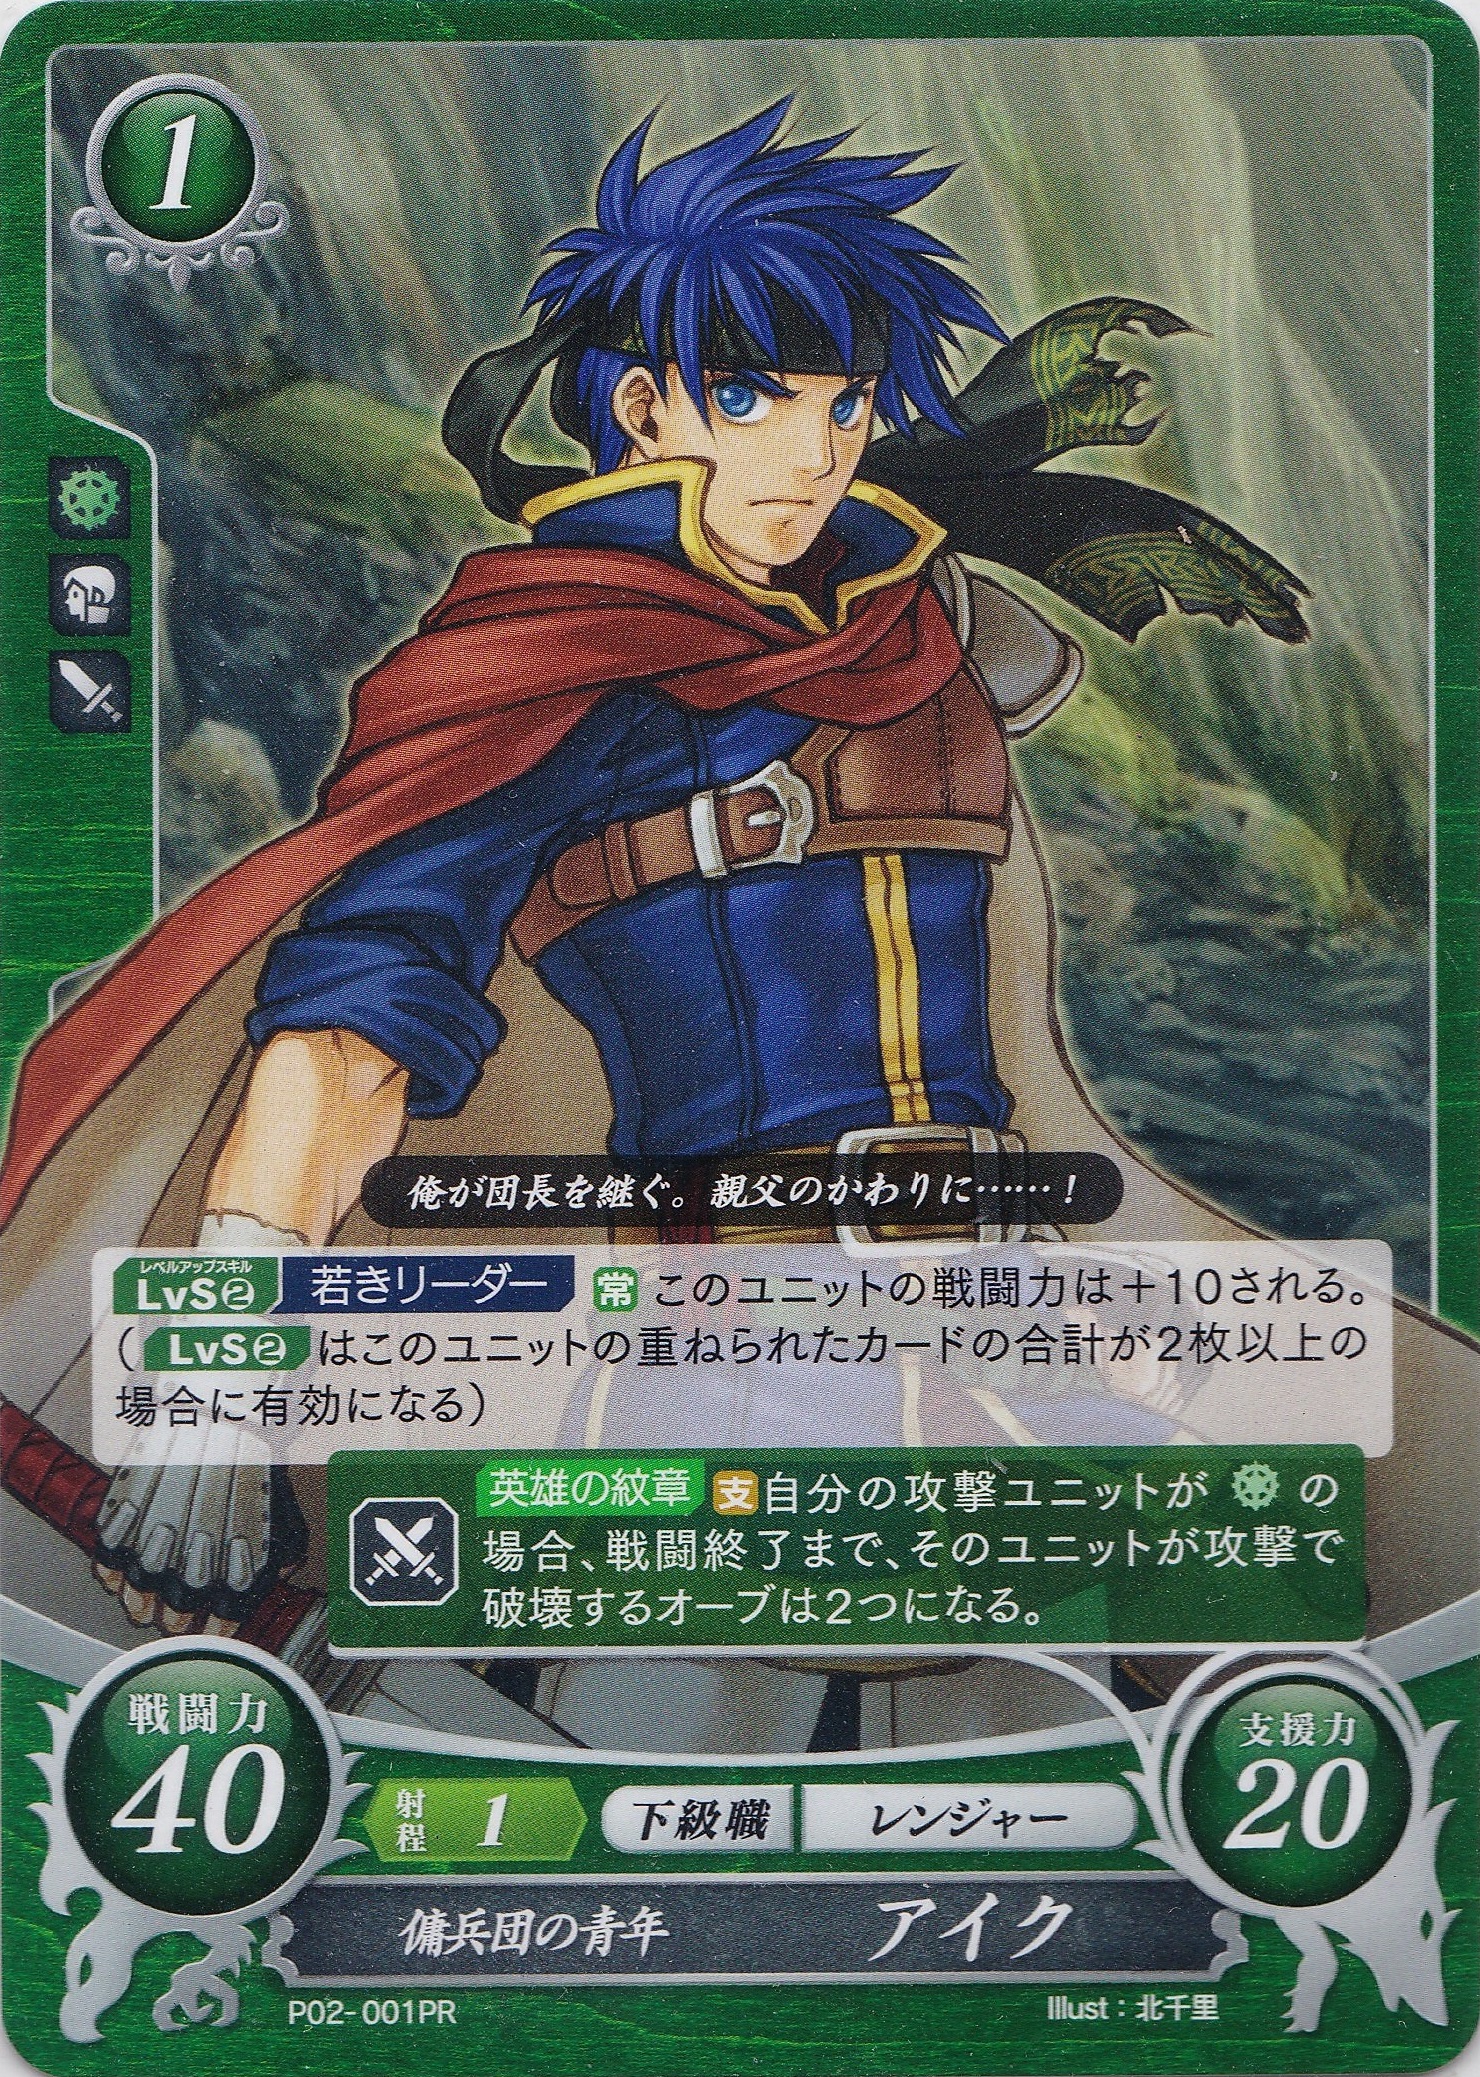 1
俺が団長を継ぐ。親父のかわりに……！
レベルアップスキル
LvS② 若きリーダー 常 このユニットの戦闘力は＋10される。
（LvS②はこのユニットの重ねられたカードの合計が2枚以上の
場合に有効になる）
英雄の紋章 支 自分の攻撃ユニットが の
場合、戦闘終了まで、そのユニットが攻撃で
破壊するオーブは2つになる。
戦闘力
40
射程 1
下級職 レンジャー
支援力
20
傭兵団の青年 アイク
P02-001PR
Illust：北千里